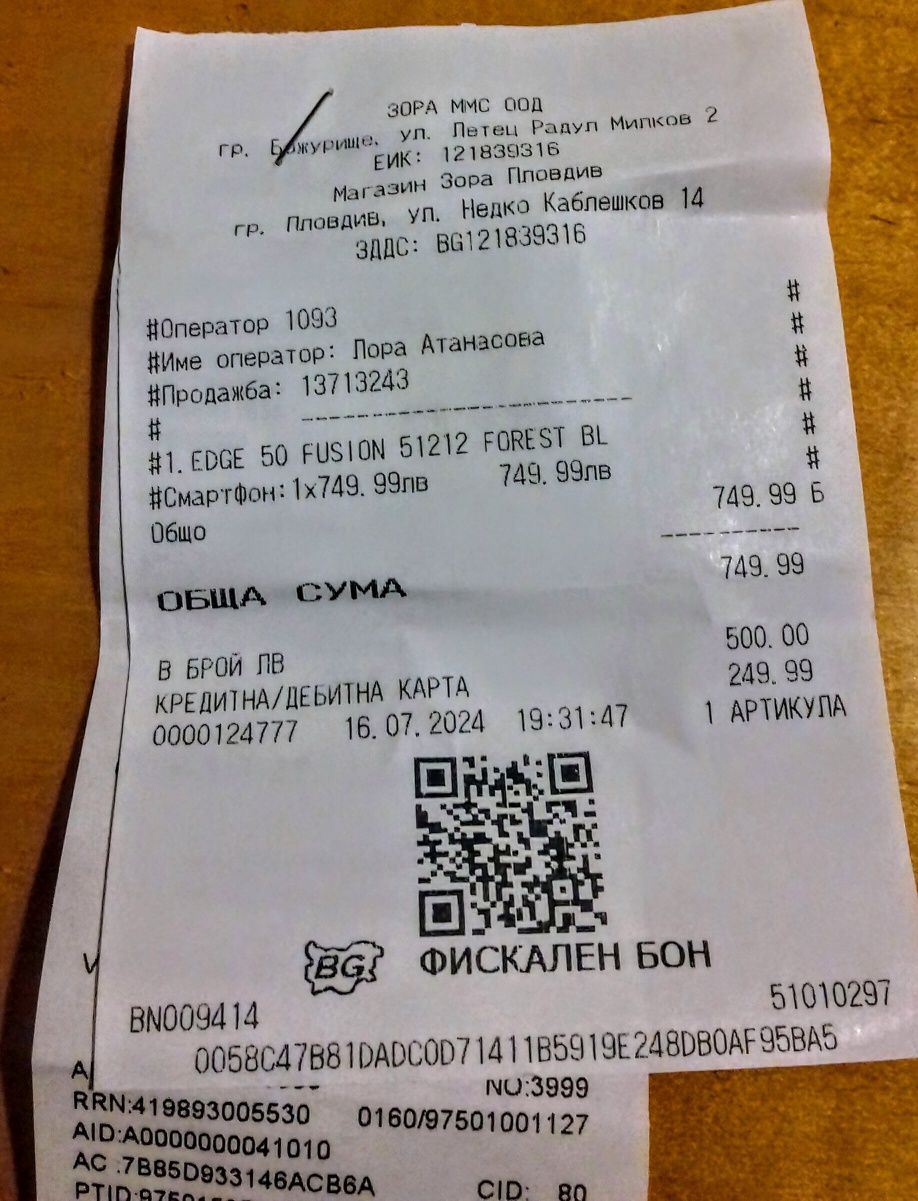 ЗОРА ММС ООД
гр. Божурище, ул. Летец Радул Милков 2
ЕИК: 121839316
Магазин Зора Пловдив
гр. Пловдив, ул. Недко Каблешков 14
ЗДДС: BG121839316
#Оператор 1093 #
#Име оператор: Лора Атанасова #
#Продажба: 13713243 #
# ------------------------------ #
#1. EDGE 50 FUSION 51212 FOREST BL #
#Смартфон:1x749.99лв 749.99лв #
Общо 749.99 Б
------------
ОБЩА СУМА 749.99
В БРОЙ ЛВ 500.00
КРЕДИТНА/ДЕБИТНА КАРТА 249.99
0000124777 16.07.2024 19:31:47 1 АРТИКУЛА
BG ФИСКАЛЕН БОН
BN009414 51010297
0058C47B81DADC0D71411B5919E248DB0AF95BA5
NO:3999
RRN:419893005530 0160/97501001127
AID:A0000000041010
AC :7B85D933146ACB6A
CID: 80